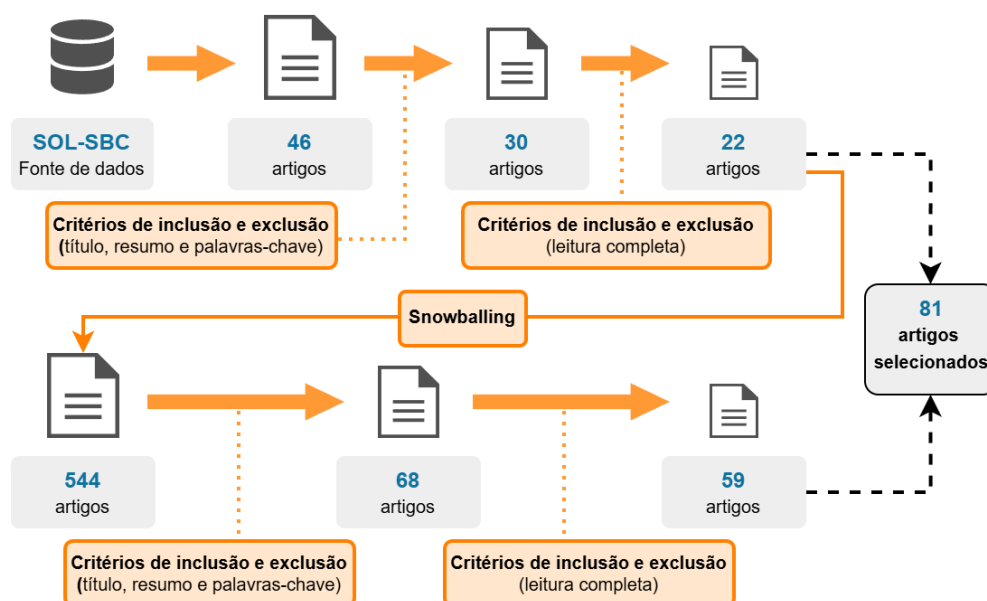 SOL-SBC
Fonte de dados
46
artigos
30
artigos
22
artigos
Critérios de inclusão e exclusão
(título, resumo e palavras-chave)
Critérios de inclusão e exclusão
(leitura completa)
Snowballing
81
artigos
selecionados
544
artigos
68
artigos
59
artigos
Critérios de inclusão e exclusão
(título, resumo e palavras-chave)
Critérios de inclusão e exclusão
(leitura completa)